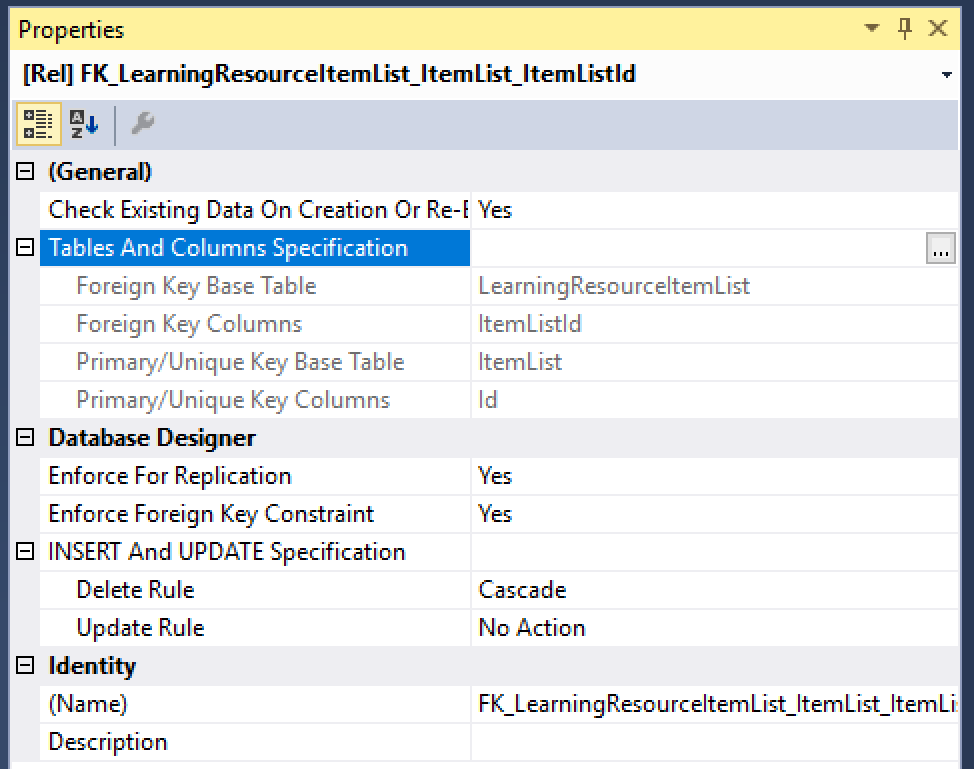 Properties
[Rel] FK_LearningResourceItemList_ItemList_ItemListId
(General)
Check Existing Data On Creation Or Re-E Yes
Tables And Columns Specification ...
Foreign Key Base Table LearningResourceItemList
Foreign Key Columns ItemListId
Primary/Unique Key Base Table ItemList
Primary/Unique Key Columns Id
Database Designer
Enforce For Replication Yes
Enforce Foreign Key Constraint Yes
INSERT And UPDATE Specification
Delete Rule Cascade
Update Rule No Action
Identity
(Name) FK_LearningResourceItemList_ItemList_ItemLi
Description